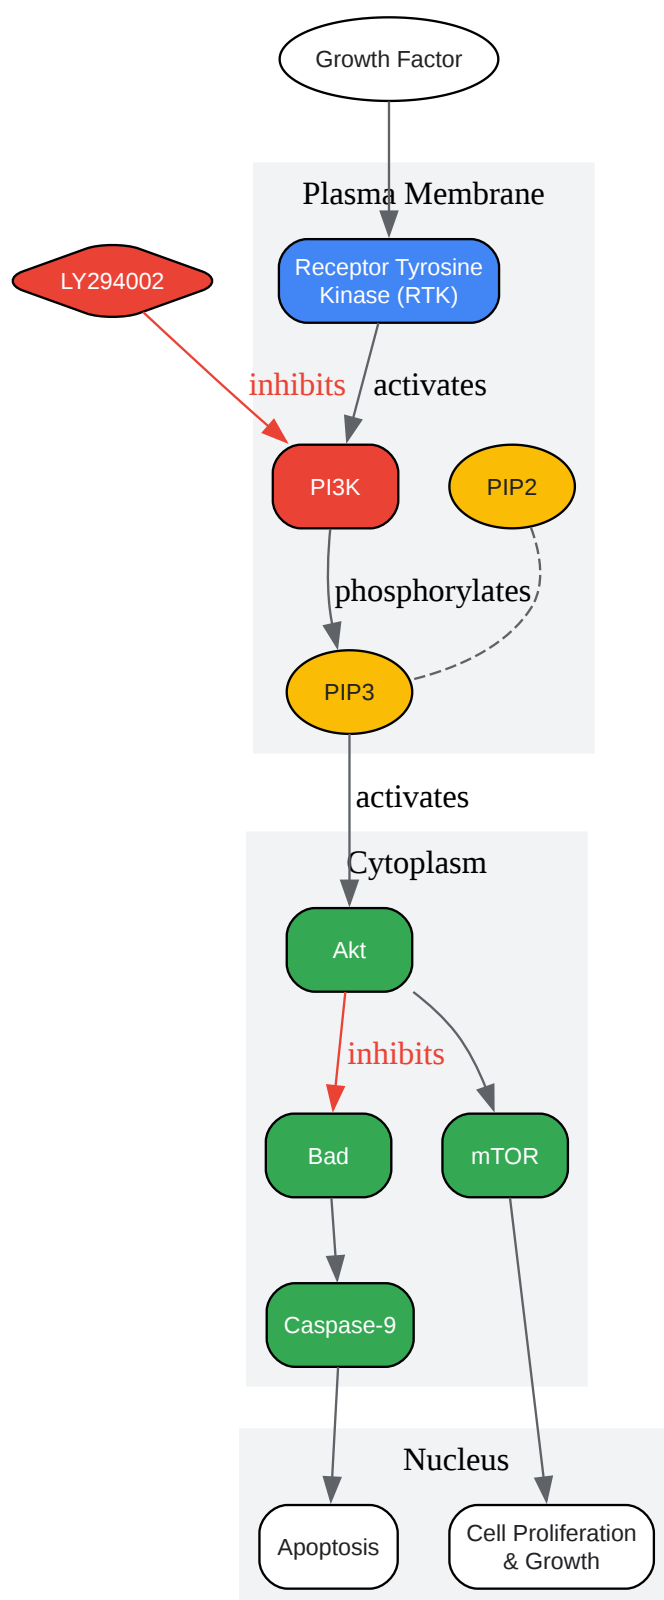 Growth Factor
Plasma Membrane
LY294002
Receptor Tyrosine
Kinase (RTK)
inhibits
activates
PI3K
PIP2
phosphorylates
PIP3
activates
Cytoplasm
Akt
inhibits
Bad
mTOR
Caspase-9
Nucleus
Apoptosis
Cell Proliferation
& Growth